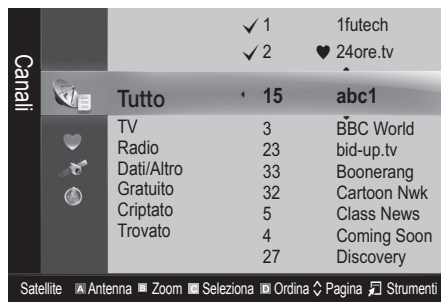 Canali
✓ 1 1futech
✓ 2 ♥ 24ore.tv
Tutto 15 abc1
TV 3 BBC World
Radio 23 bid-up.tv
Dati/Altro 33 Boonerang
Gratuito 32 Cartoon Nwk
Criptato 5 Class News
Trovato 4 Coming Soon
27 Discovery
Satellite A Antenna B Zoom C Seleziona D Ordina Pagina Strumenti